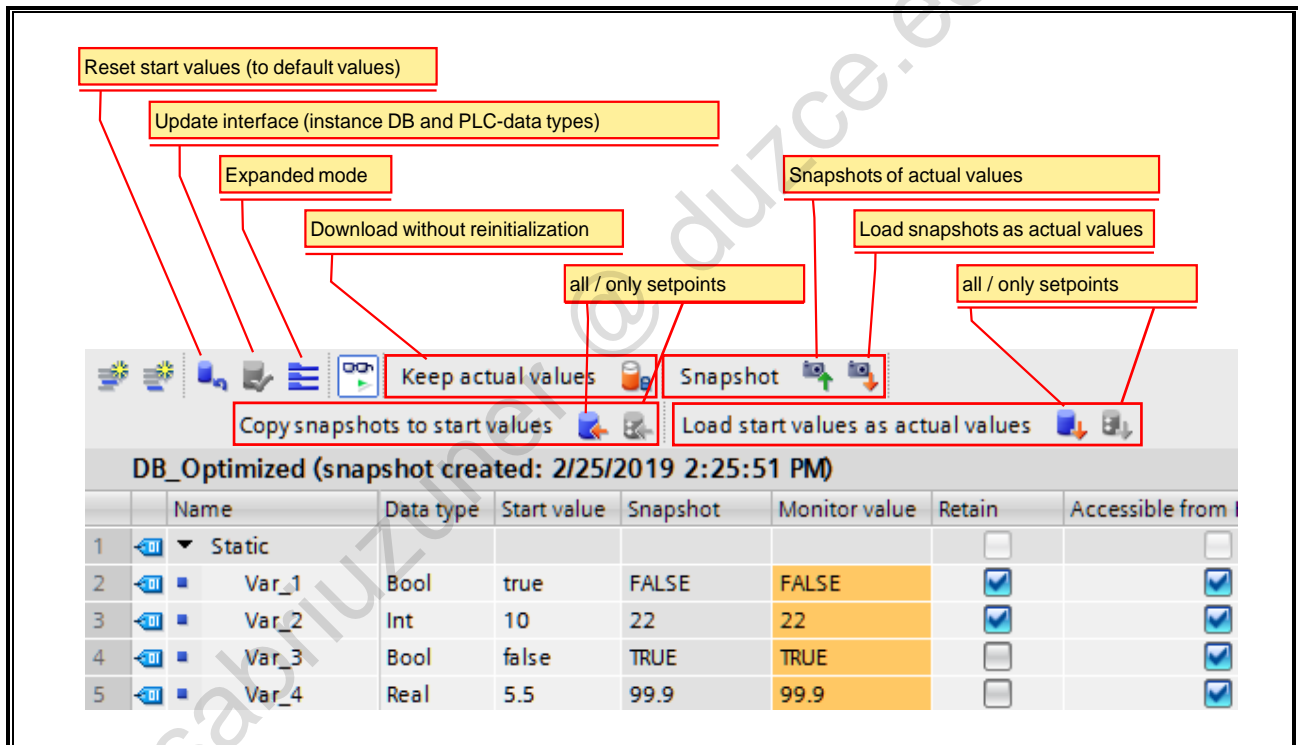 Reset start values (to default values)
Update interface (instance DB and PLC-data types)
Expanded mode
Snapshots of actual values
Download without reinitialization
Load snapshots as actual values
all / only setpoints
all / only setpoints
Keep actual values
Snapshot
Copy snapshots to start values
Load start values as actual values
DB_Optimized (snapshot created: 2/25/2019 2:25:51 PM)
Name Data type Start value Snapshot Monitor value Retain Accessible from
1 Static
2 Var_1 Bool true FALSE FALSE
3 Var_2 Int 10 22 22
4 Var_3 Bool false TRUE TRUE
5 Var_4 Real 5.5 99.9 99.9
sabriuzuner @ duzce.e